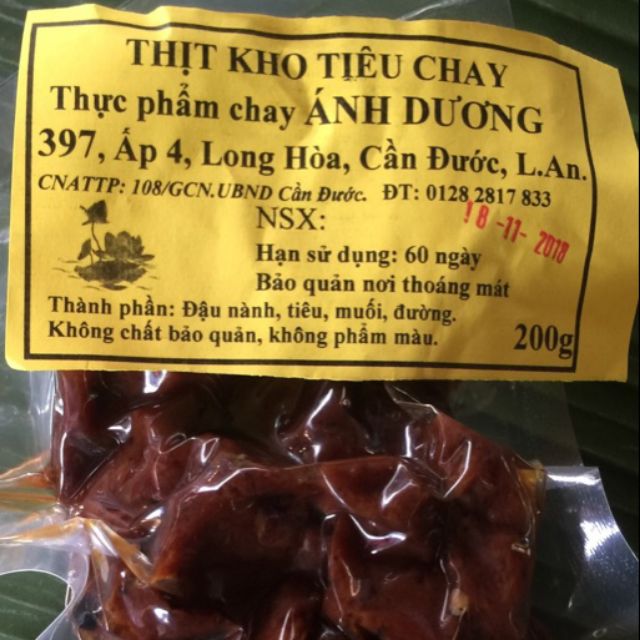 THỊT KHO TIÊU CHAY
Thực phẩm chay ÁNH DƯƠNG
397, Ấp 4, Long Hòa, Cần Đước, L.An.
CNATTP: 108/GCN.UBND Cần Đước. ĐT: 0128 2817 833
NSX: 18-11-2018
Hạn sử dụng: 60 ngày
Bảo quản nơi thoáng mát
Thành phần: Đậu nành, tiêu, muối, đường.
Không chất bảo quản, không phẩm màu. 200g